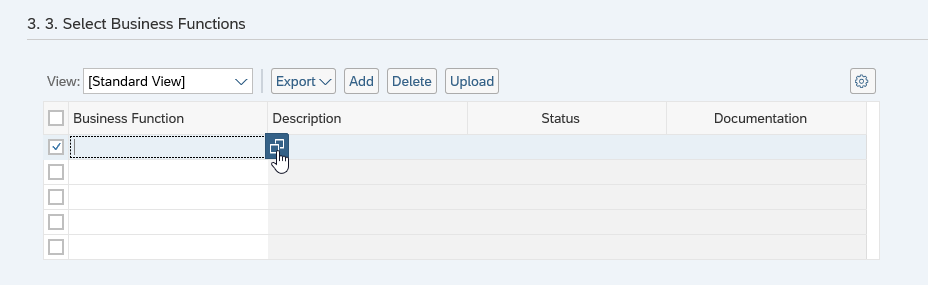 3. 3. Select Business Functions
View: [Standard View] Export Add Delete Upload
Business Function Description Status Documentation